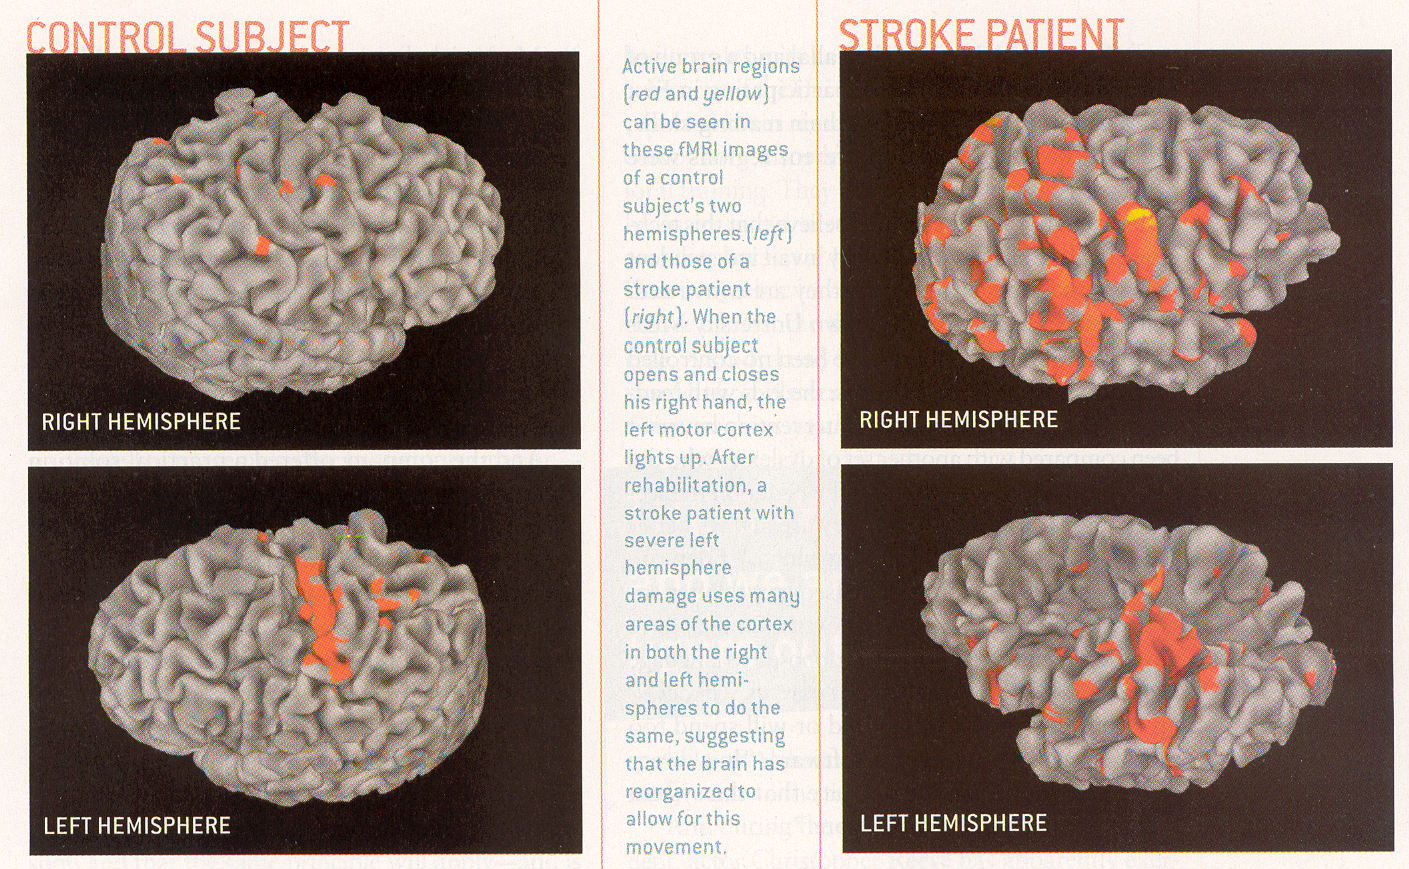 CONTROL SUBJECT
RIGHT HEMISPHERE
LEFT HEMISPHERE
Active brain regions
(red and yellow)
can be seen in
these fMRI images
of a control
subject's two
hemispheres (left)
and those of a
stroke patient
(right). When the
control subject
opens and closes
his right hand, the
left motor cortex
lights up. After
rehabilitation, a
stroke patient with
severe left
hemisphere
damage uses many
areas of the cortex
in both the right
and left hemi-
spheres to do the
same, suggesting
that the brain has
reorganized to
allow for this
movement.
STROKE PATIENT
RIGHT HEMISPHERE
LEFT HEMISPHERE